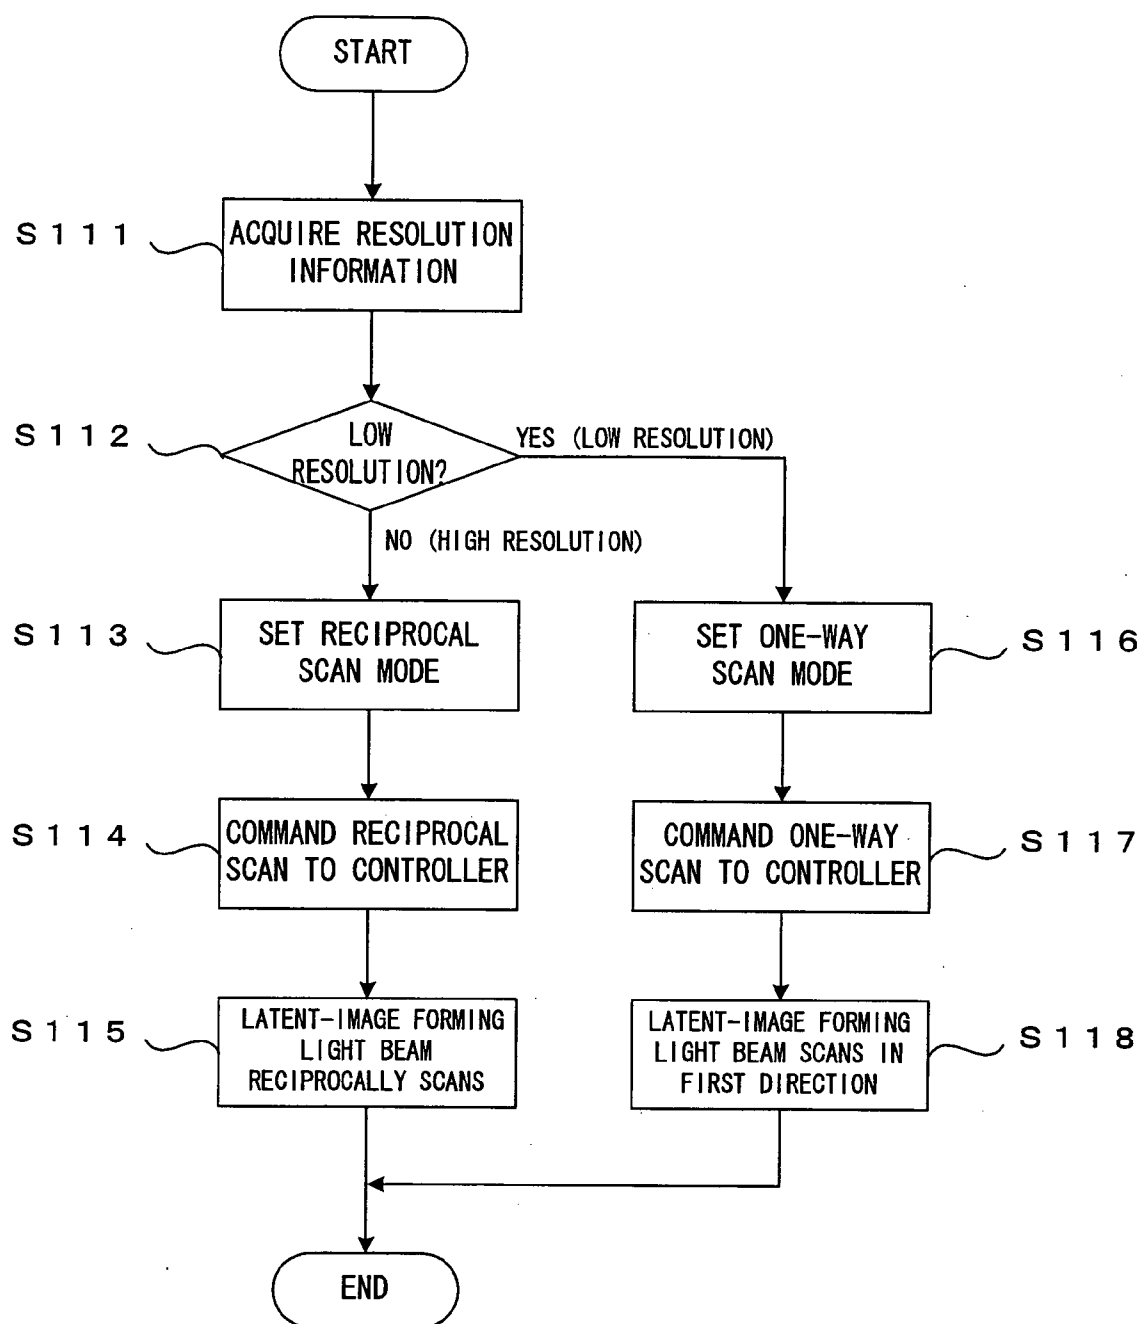 START
S111
ACQUIRE RESOLUTION
INFORMATION
S112
LOW
RESOLUTION?
YES (LOW RESOLUTION)
NO (HIGH RESOLUTION)
S113
SET RECIPROCAL
SCAN MODE
SET ONE-WAY
SCAN MODE
S116
S114
COMMAND RECIPROCAL
SCAN TO CONTROLLER
COMMAND ONE-WAY
SCAN TO CONTROLLER
S117
S115
LATENT-IMAGE FORMING
LIGHT BEAM
RECIPROCALLY SCANS
LATENT-IMAGE FORMING
LIGHT BEAM SCANS IN
FIRST DIRECTION
S118
END